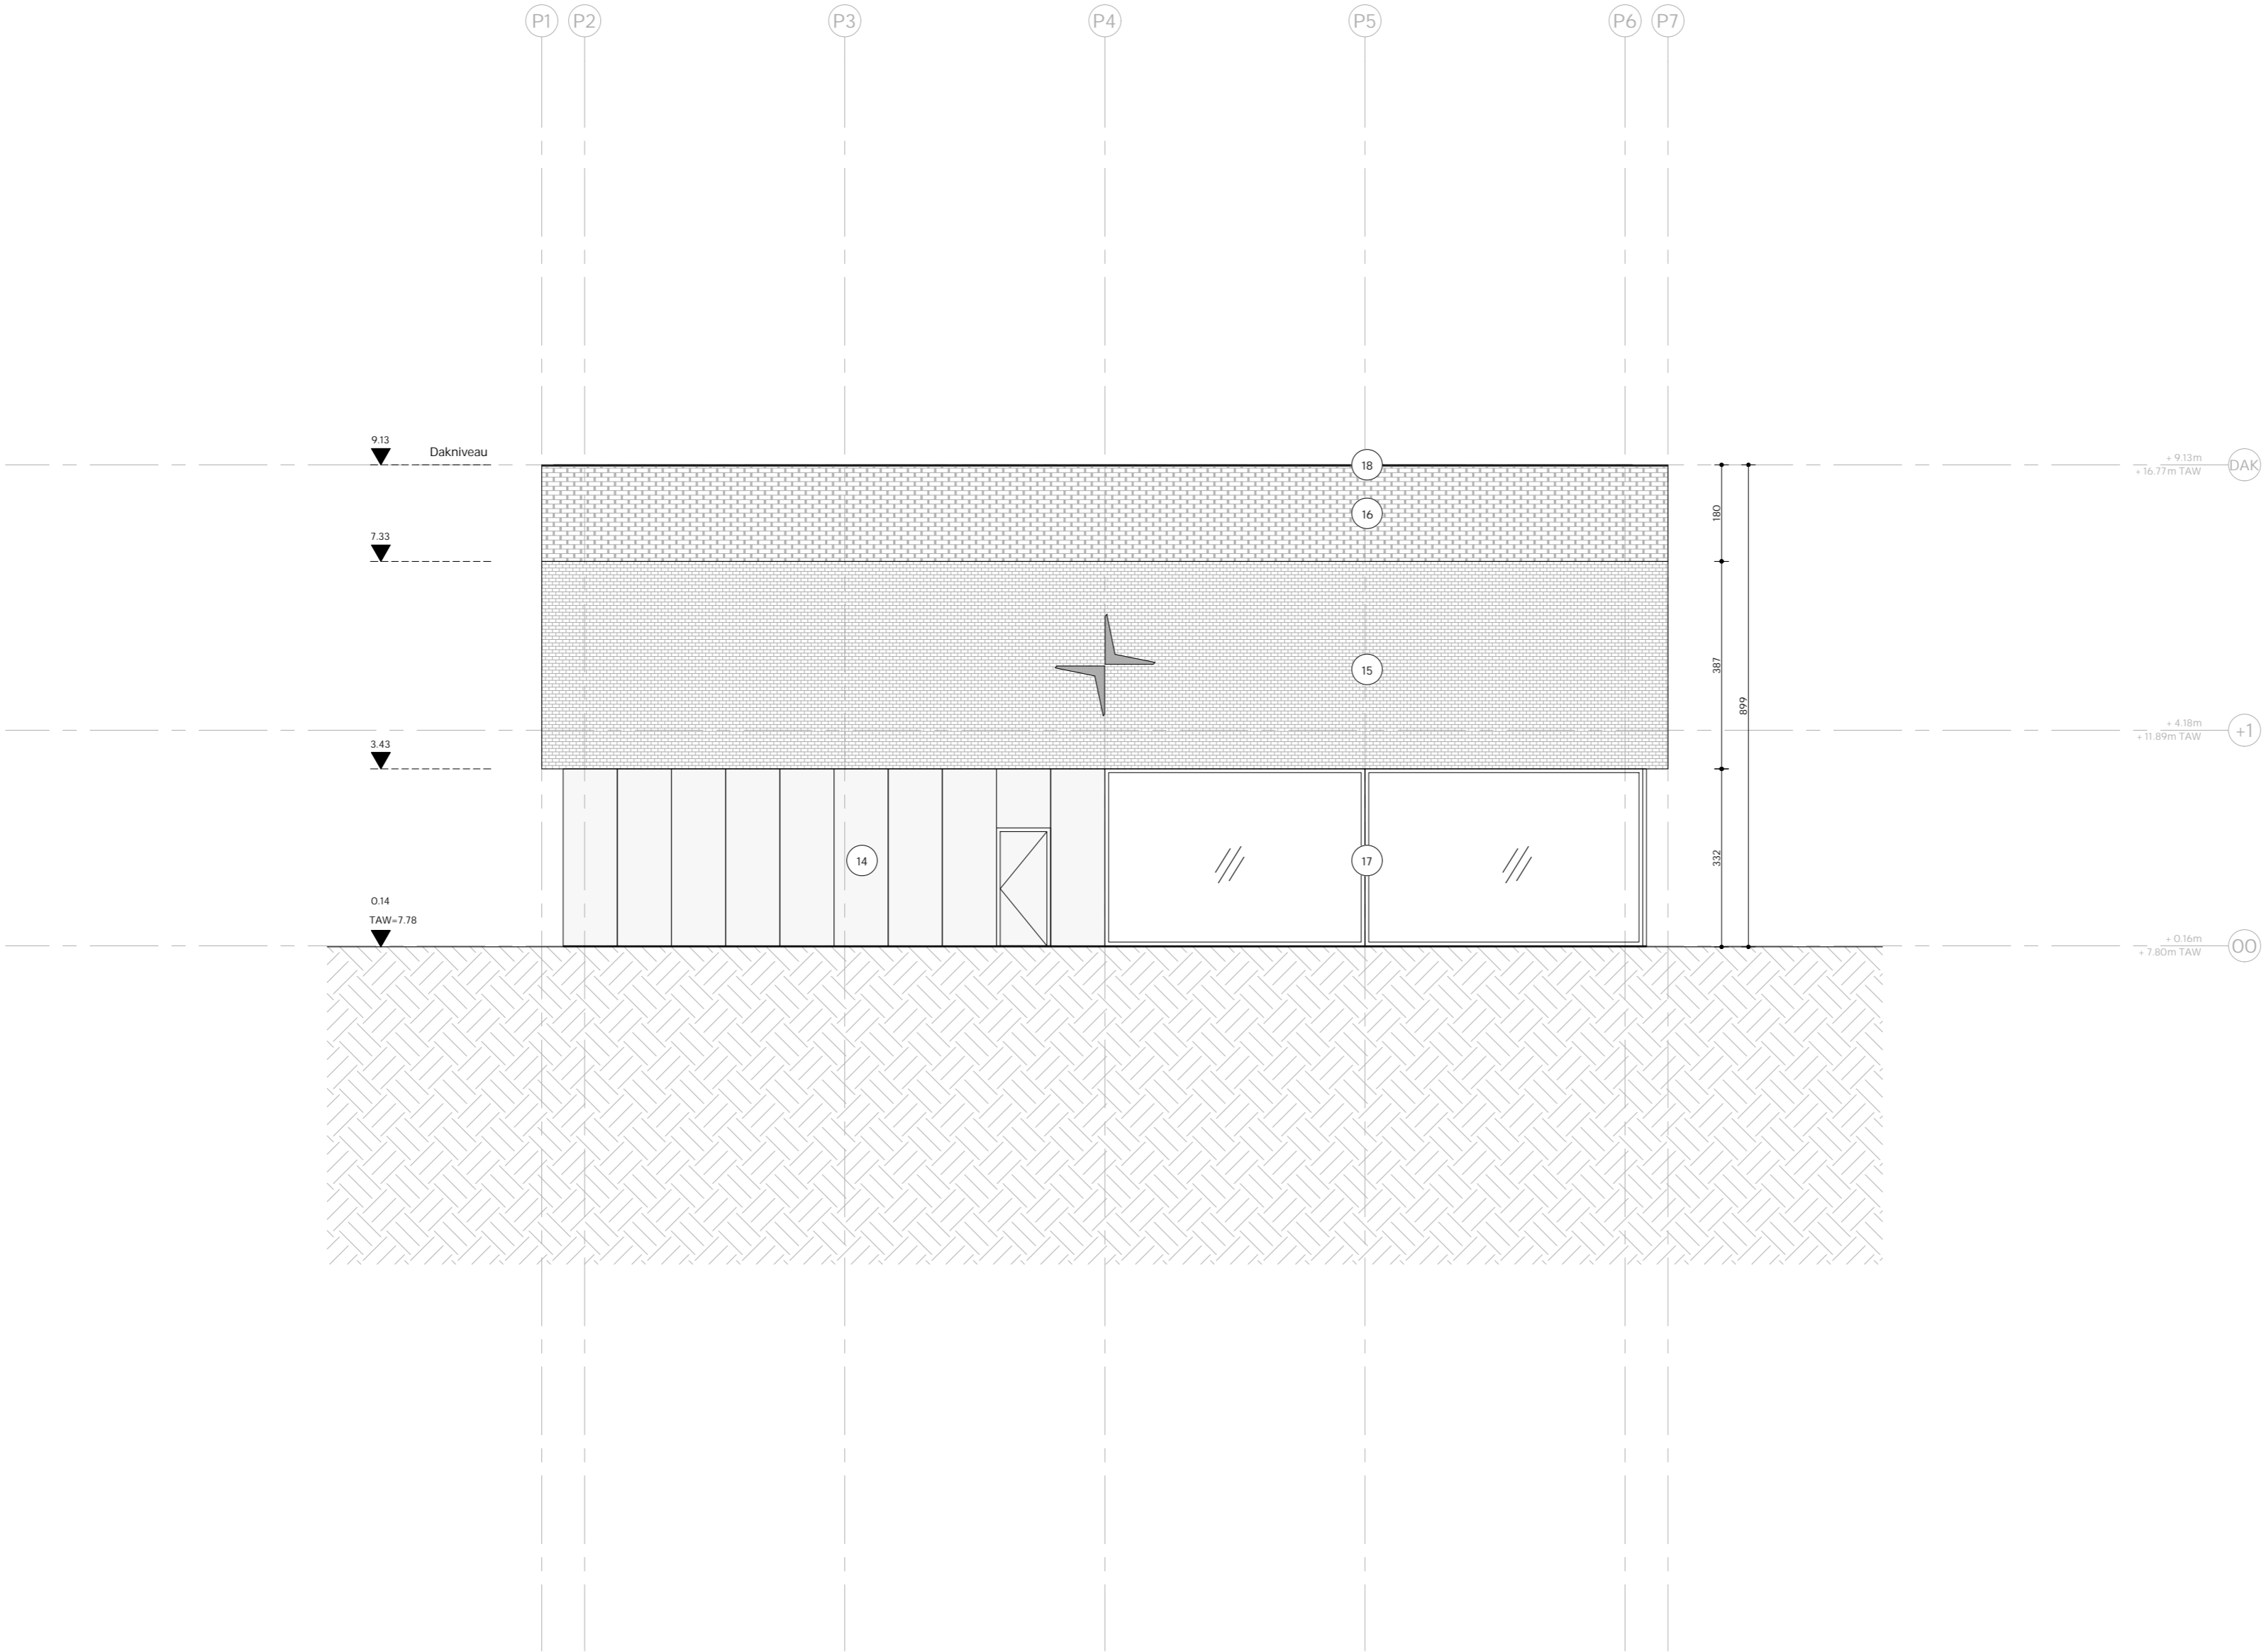 P1 P2 P3 P4 P5 P6 P7
9.13
Dakniveau
18
+ 9.13m
+ 16.77m TAW
DAK
16
180
7.33
15
387
899
3.43
+ 4.18m
+ 11.89m TAW
+1
14
17
332
0.14
TAW=7.78
+ 0.16m
+ 7.80m TAW
00